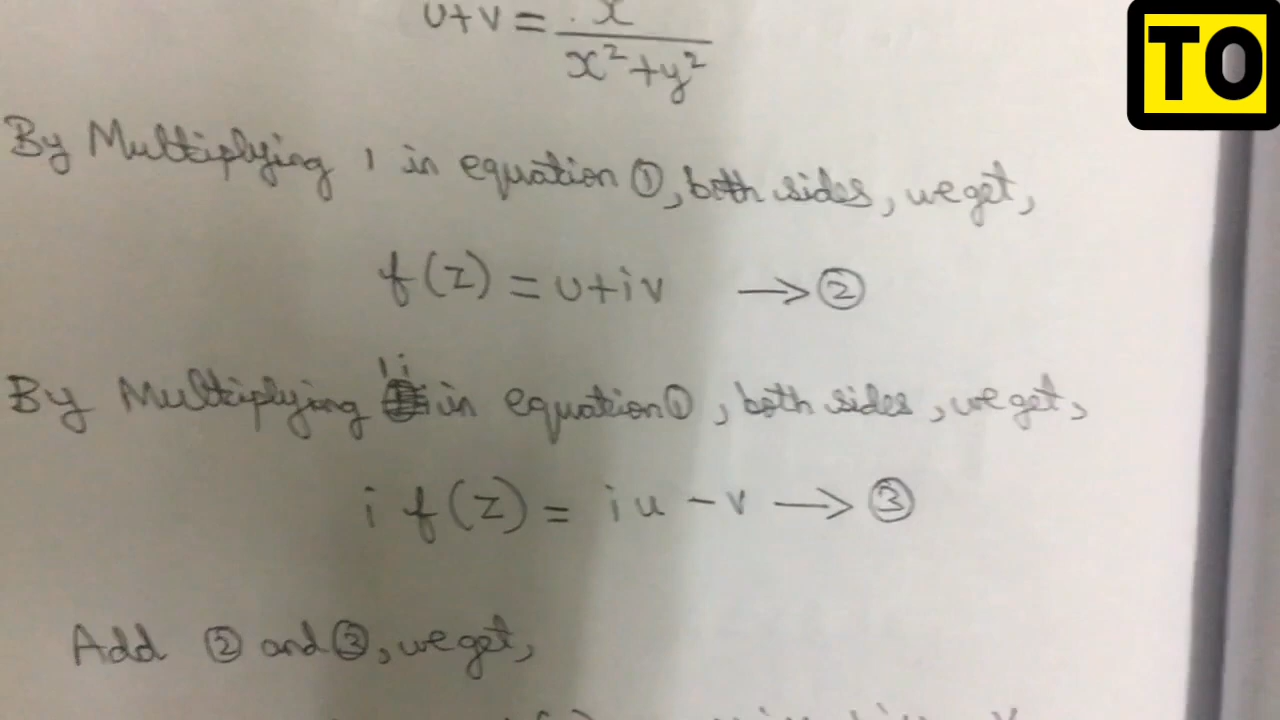 u+v = x / x²+y²
TO
By Multiplying 1 in equation ①, both sides, we get,
f(z) = u+iv → ②
By Multiplying i in equation ①, both sides, we get,
i f(z) = iu - v → ③
Add ② and ③, we get,